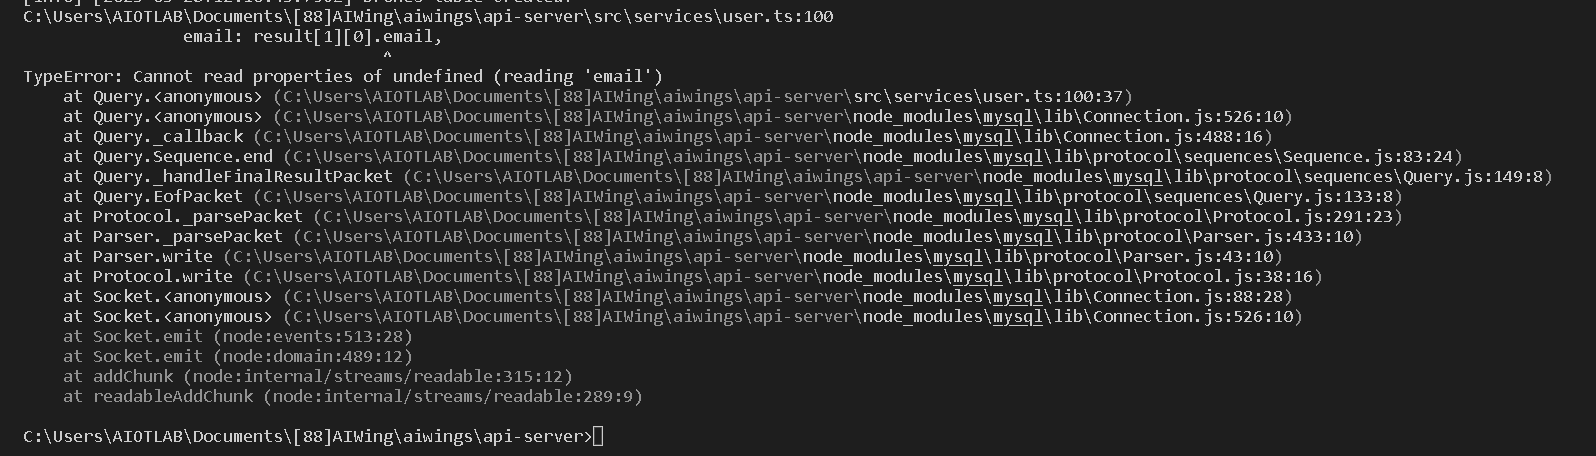 C:\Users\AIOTLAB\Documents\[88]AIWing\aiwings\api-server\src\services\user.ts:100
                email: result[1][0].email,
                                    ^
TypeError: Cannot read properties of undefined (reading 'email')
    at Query.<anonymous> (C:\Users\AIOTLAB\Documents\[88]AIWing\aiwings\api-server\src\services\user.ts:100:37)
    at Query.<anonymous> (C:\Users\AIOTLAB\Documents\[88]AIWing\aiwings\api-server\node_modules\mysql\lib\Connection.js:526:10)
    at Query._callback (C:\Users\AIOTLAB\Documents\[88]AIWing\aiwings\api-server\node_modules\mysql\lib\Connection.js:488:16)
    at Query.Sequence.end (C:\Users\AIOTLAB\Documents\[88]AIWing\aiwings\api-server\node_modules\mysql\lib\protocol\sequences\Sequence.js:83:24)
    at Query._handleFinalResultPacket (C:\Users\AIOTLAB\Documents\[88]AIWing\aiwings\api-server\node_modules\mysql\lib\protocol\sequences\Query.js:149:8)
    at Query.EofPacket (C:\Users\AIOTLAB\Documents\[88]AIWing\aiwings\api-server\node_modules\mysql\lib\protocol\sequences\Query.js:133:8)
    at Protocol._parsePacket (C:\Users\AIOTLAB\Documents\[88]AIWing\aiwings\api-server\node_modules\mysql\lib\protocol\Protocol.js:291:23)
    at Parser._parsePacket (C:\Users\AIOTLAB\Documents\[88]AIWing\aiwings\api-server\node_modules\mysql\lib\protocol\Parser.js:433:10)
    at Parser.write (C:\Users\AIOTLAB\Documents\[88]AIWing\aiwings\api-server\node_modules\mysql\lib\protocol\Parser.js:43:10)
    at Protocol.write (C:\Users\AIOTLAB\Documents\[88]AIWing\aiwings\api-server\node_modules\mysql\lib\protocol\Protocol.js:38:16)
    at Socket.<anonymous> (C:\Users\AIOTLAB\Documents\[88]AIWing\aiwings\api-server\node_modules\mysql\lib\Connection.js:88:28)
    at Socket.<anonymous> (C:\Users\AIOTLAB\Documents\[88]AIWing\aiwings\api-server\node_modules\mysql\lib\Connection.js:526:10)
    at Socket.emit (node:events:513:28)
    at Socket.emit (node:domain:489:12)
    at addChunk (node:internal/streams/readable:315:12)
    at readableAddChunk (node:internal/streams/readable:289:9)
C:\Users\AIOTLAB\Documents\[88]AIWing\aiwings\api-server>